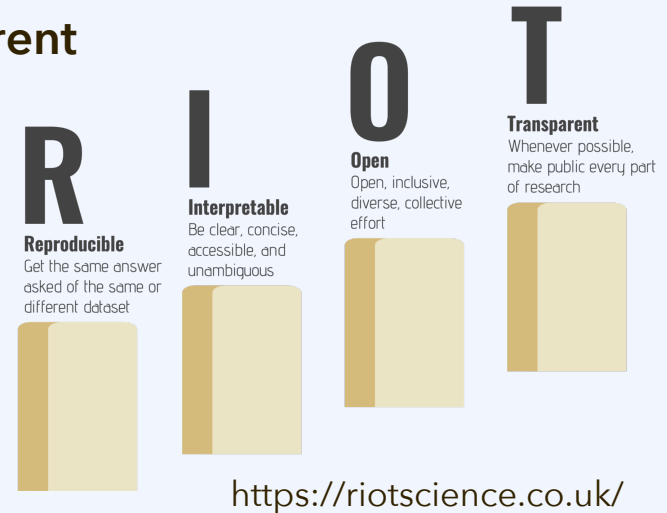 R
Reproducible
Get the same answer
asked of the same or
different dataset
I
Interpretable
Be clear, concise,
accessible, and
unambiguous
O
Open
Open, inclusive,
diverse, collective
effort
T
Transparent
Whenever possible,
make public every part
of research
https://riotscience.co.uk/